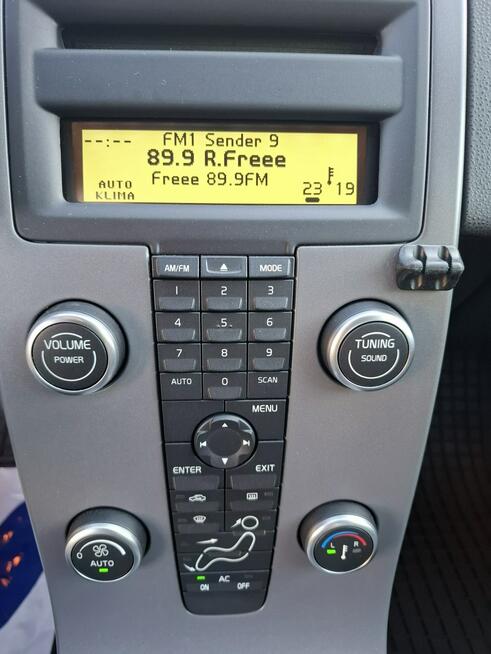 --:-- FM1 Sender 9
89.9 R.Freee
AUTO Freee 89.9FM
KLIMA 23 19
AM/FM MODE
1 2 3
4 5 6
7 8 9
AUTO 0 SCAN
VOLUME
POWER
TUNING
SOUND
MENU
ENTER EXIT
0 AUTO
L R
AC
ON OFF